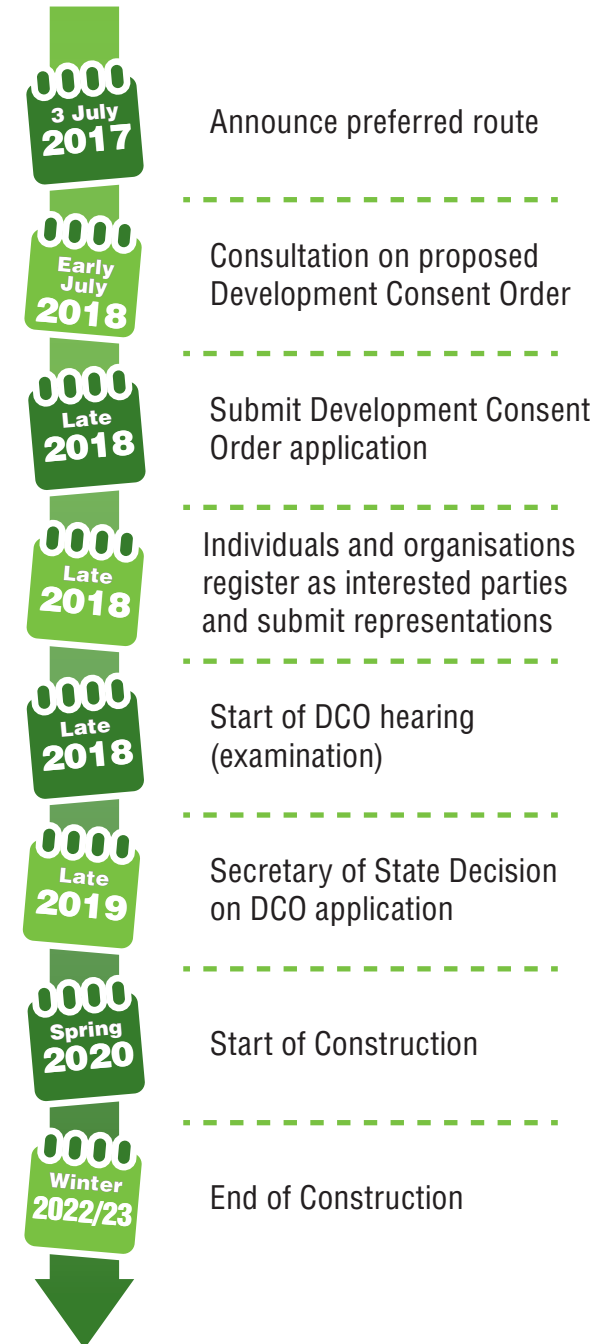 3 July
2017
Announce preferred route
Early
July
2018
Consultation on proposed
Development Consent Order
Late
2018
Submit Development Consent
Order application
Late
2018
Individuals and organisations
register as interested parties
and submit representations
Late
2018
Start of DCO hearing
(examination)
Late
2019
Secretary of State Decision
on DCO application
Spring
2020
Start of Construction
Winter
2022/23
End of Construction